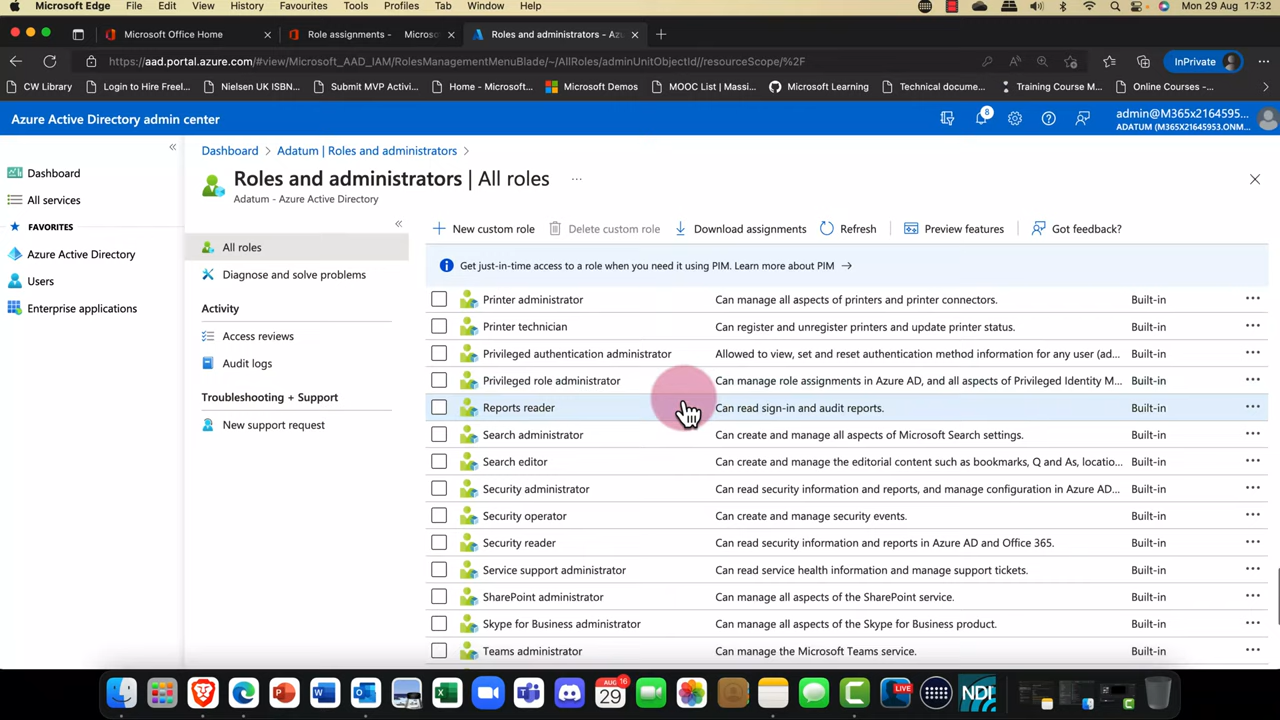 Microsoft Edge File Edit View History Favourites Tools Profiles Tab Window Help Mon 29 Aug 17:32
Microsoft Office Home Role assignments - Microso Roles and administrators - Azu
https://aad.portal.azure.com/#view/Microsoft_AAD_IAM/RolesManagementMenuBlade/~/AllRoles/adminUnitObjectId//resourceScope/%2F InPrivate
CW Library Login to Hire Freel... Nielsen UK ISBN... Submit MVP Activi... Home - Microsoft... Microsoft Demos MOOC List | Massi... Microsoft Learning Technical docume... Training Course M... Online Courses -...
Azure Active Directory admin center 8 admin@M365x2164595...
ADATUM (M365X21645953.ONM...
Dashboard > Adatum | Roles and administrators >
Dashboard
All services
FAVORITES
Azure Active Directory
Users
Enterprise applications
Roles and administrators | All roles ...
Adatum - Azure Active Directory
All roles
Diagnose and solve problems
Activity
Access reviews
Audit logs
Troubleshooting + Support
New support request
New custom role Delete custom role Download assignments Refresh Preview features Got feedback?
Get just-in-time access to a role when you need it using PIM. Learn more about PIM →
Printer administrator Can manage all aspects of printers and printer connectors. Built-in ...
Printer technician Can register and unregister printers and update printer status. Built-in ...
Privileged authentication administrator Allowed to view, set and reset authentication method information for any user (ad... Built-in ...
Privileged role administrator Can manage role assignments in Azure AD, and all aspects of Privileged Identity M... Built-in ...
Reports reader Can read sign-in and audit reports. Built-in ...
Search administrator Can create and manage all aspects of Microsoft Search settings. Built-in ...
Search editor Can create and manage the editorial content such as bookmarks, Q and As, locatio... Built-in ...
Security administrator Can read security information and reports, and manage configuration in Azure AD... Built-in ...
Security operator Can create and manage security events. Built-in ...
Security reader Can read security information and reports in Azure AD and Office 365. Built-in ...
Service support administrator Can read service health information and manage support tickets. Built-in ...
SharePoint administrator Can manage all aspects of the SharePoint service. Built-in ...
Skype for Business administrator Can manage all aspects of the Skype for Business product. Built-in ...
Teams administrator Can manage the Microsoft Teams service. Built-in ...
AUG 16
29
LIVE
NDI